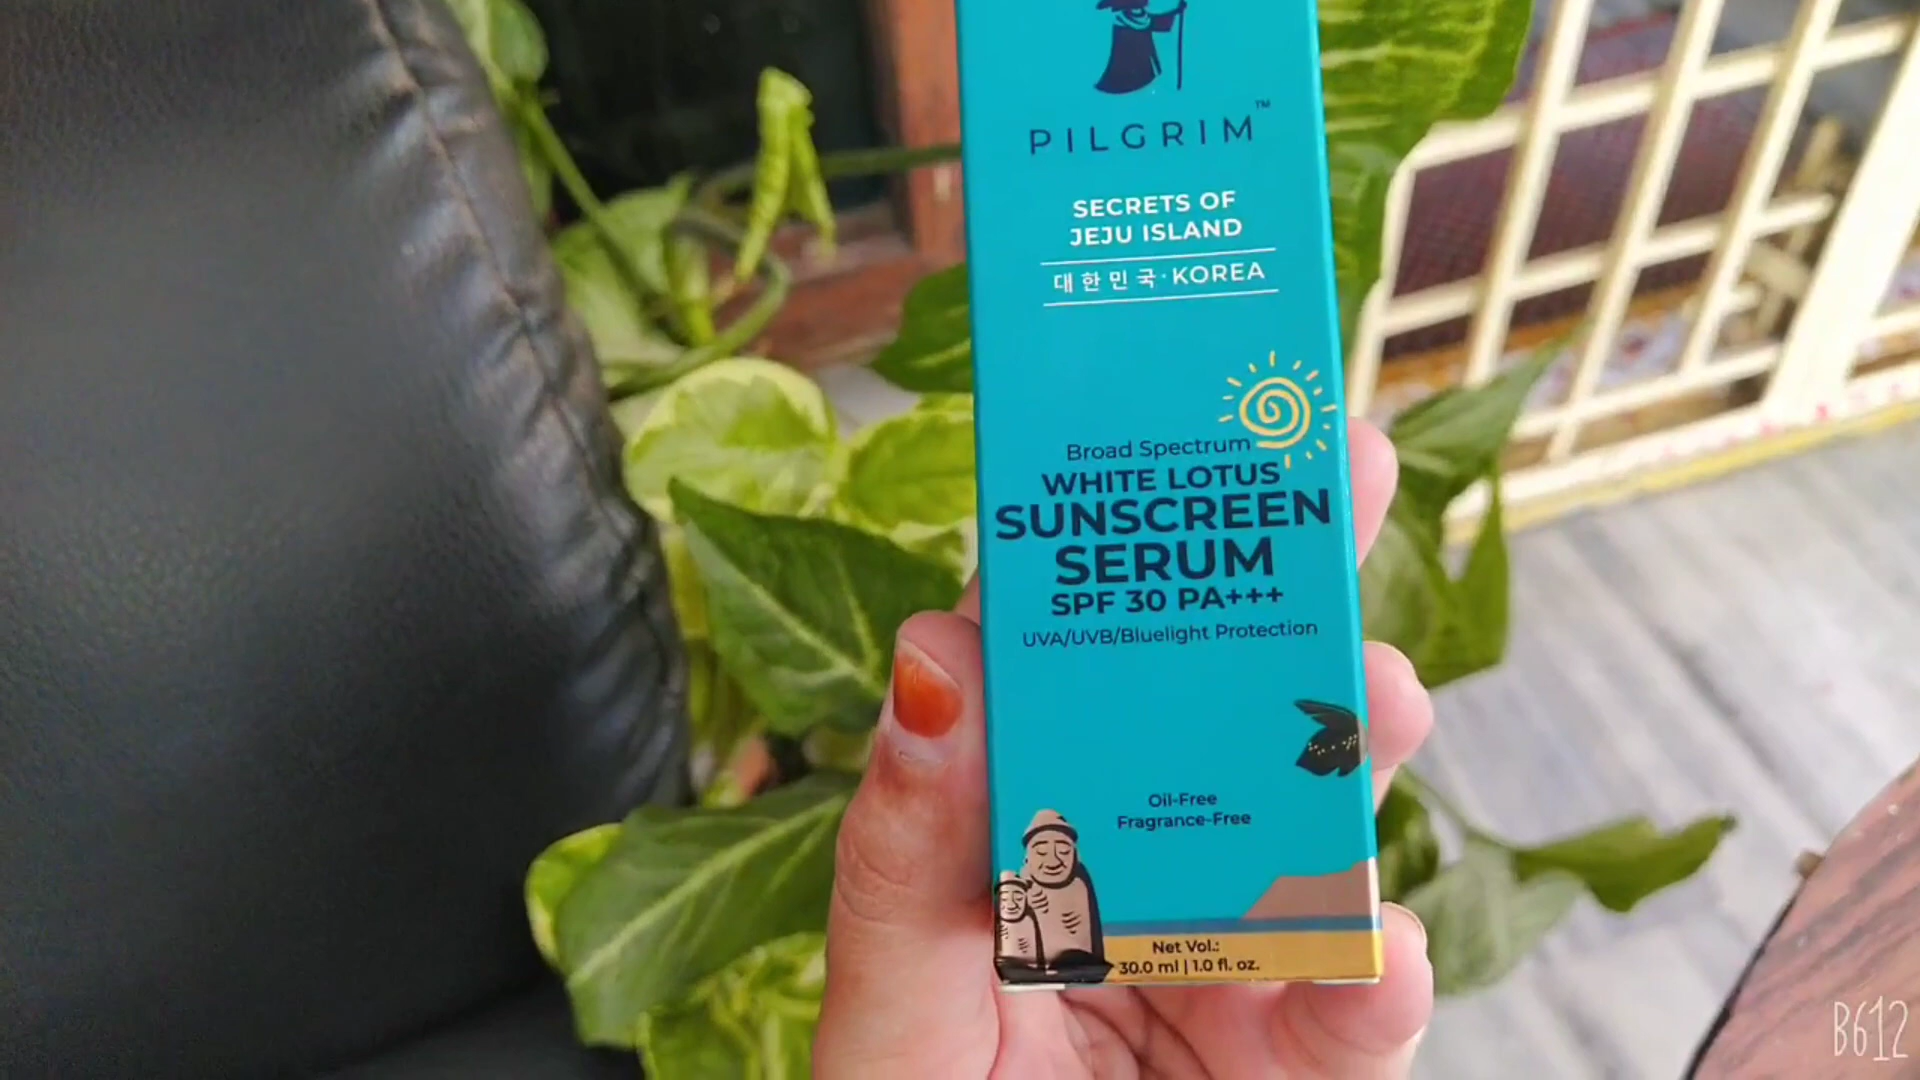 PILGRIM™
SECRETS OF
JEJU ISLAND
대한민국·KOREA
Broad Spectrum
WHITE LOTUS
SUNSCREEN
SERUM
SPF 30 PA+++
UVA/UVB/Bluelight Protection
Oil-Free
Fragrance-Free
Net Vol.:
30.0 ml | 1.0 fl. oz.
B612